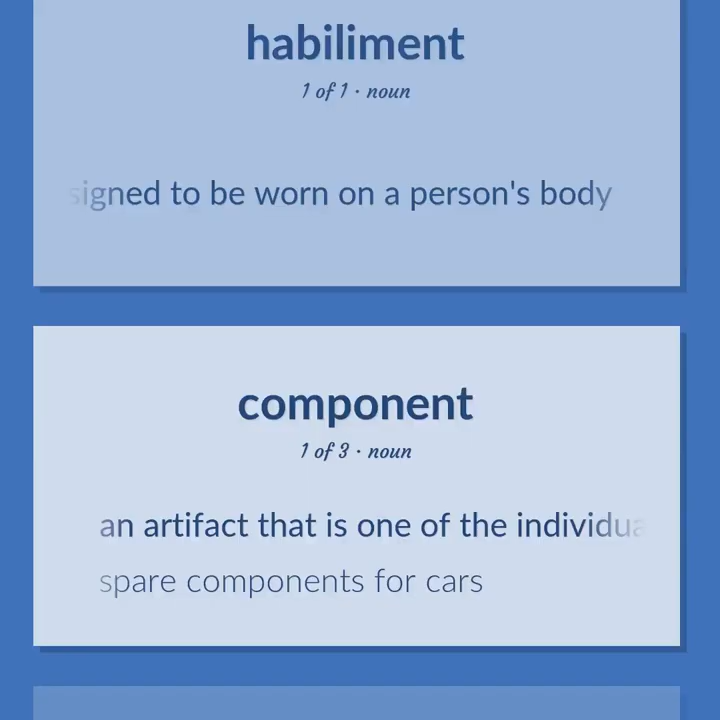 habiliment
1 of 1 · noun
signed to be worn on a person's body
component
1 of 3 · noun
an artifact that is one of the individua
spare components for cars